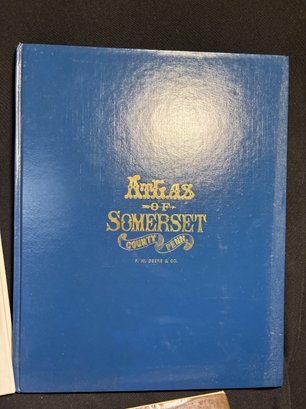 ATLAS
OF
SOMERSET
COUNTY PENN.
F. W. BEERS & CO.